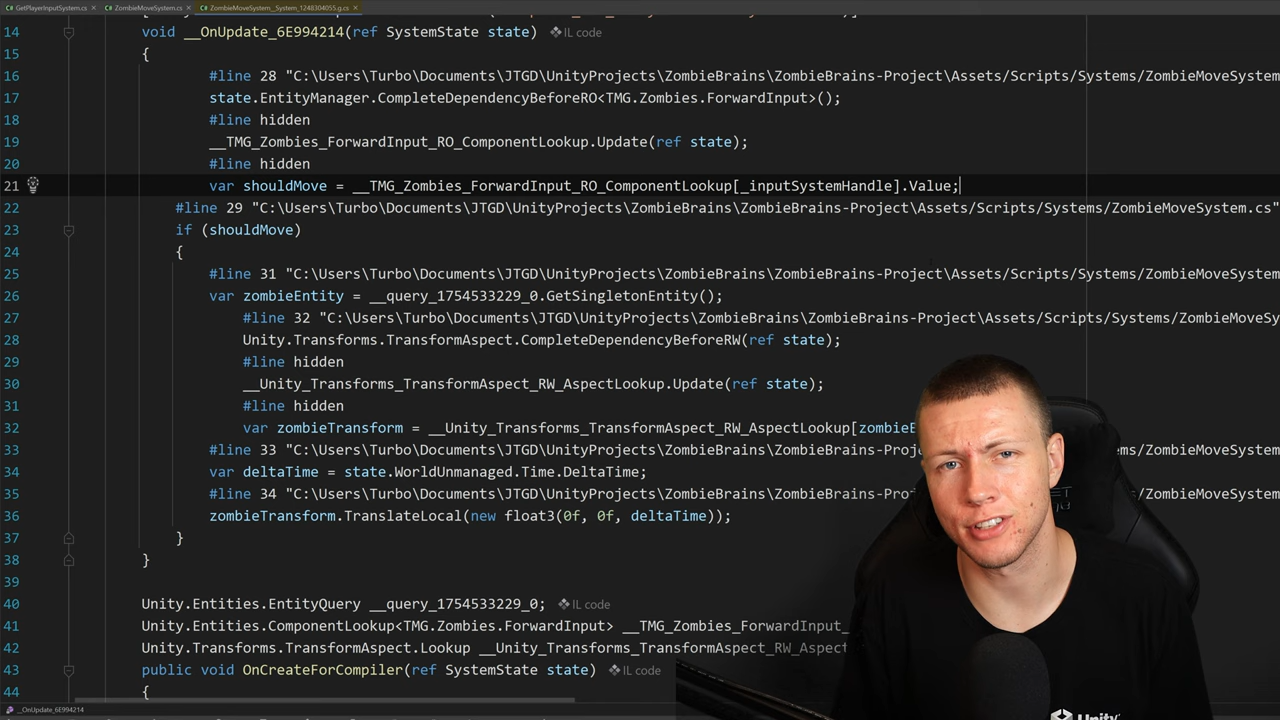 GetPlayerInputSystem.cs × ZombieMoveSystem.cs × ZombieMoveSystem__System_1248304055.g.cs ×
14 void __OnUpdate_6E994214(ref SystemState state) IL code
15 {
16 #line 28 "C:\Users\Turbo\Documents\JTGD\UnityProjects\ZombieBrains\ZombieBrains-Project\Assets/Scripts/Systems/ZombieMoveSystem
17 state.EntityManager.CompleteDependencyBeforeRO<TMG.Zombies.ForwardInput>();
18 #line hidden
19 __TMG_Zombies_ForwardInput_RO_ComponentLookup.Update(ref state);
20 #line hidden
21 var shouldMove = __TMG_Zombies_ForwardInput_RO_ComponentLookup[_inputSystemHandle].Value;
22 #line 29 "C:\Users\Turbo\Documents\JTGD\UnityProjects\ZombieBrains\ZombieBrains-Project\Assets/Scripts/Systems/ZombieMoveSystem.cs"
23 if (shouldMove)
24 {
25 #line 31 "C:\Users\Turbo\Documents\JTGD\UnityProjects\ZombieBrains\ZombieBrains-Project\Assets/Scripts/Systems/ZombieMoveSystem
26 var zombieEntity = __query_1754533229_0.GetSingletonEntity();
27 #line 32 "C:\Users\Turbo\Documents\JTGD\UnityProjects\ZombieBrains\ZombieBrains-Project\Assets/Scripts/Systems/ZombieMoveSy
28 Unity.Transforms.TransformAspect.CompleteDependencyBeforeRW(ref state);
29 #line hidden
30 __Unity_Transforms_TransformAspect_RW_AspectLookup.Update(ref state);
31 #line hidden
32 var zombieTransform = __Unity_Transforms_TransformAspect_RW_AspectLookup[zombieE
33 #line 33 "C:\Users\Turbo\Documents\JTGD\UnityProjects\ZombieBrains\ZombieBrains-Pro /Scripts/Systems/ZombieMoveSystem
34 var deltaTime = state.WorldUnmanaged.Time.DeltaTime;
35 #line 34 "C:\Users\Turbo\Documents\JTGD\UnityProjects\ZombieBrains\ZombieBrains-Pro /Scripts/Systems/ZombieMoveSystem
36 zombieTransform.TranslateLocal(new float3(0f, 0f, deltaTime));
37 }
38 }
39
40 Unity.Entities.EntityQuery __query_1754533229_0; IL code
41 Unity.Entities.ComponentLookup<TMG.Zombies.ForwardInput> __TMG_Zombies_ForwardInput_
42 Unity.Transforms.TransformAspect.Lookup __Unity_Transforms_TransformAspect_RW_Aspect
43 public void OnCreateForCompiler(ref SystemState state) IL code
44 {
__OnUpdate_6E994214
Unity